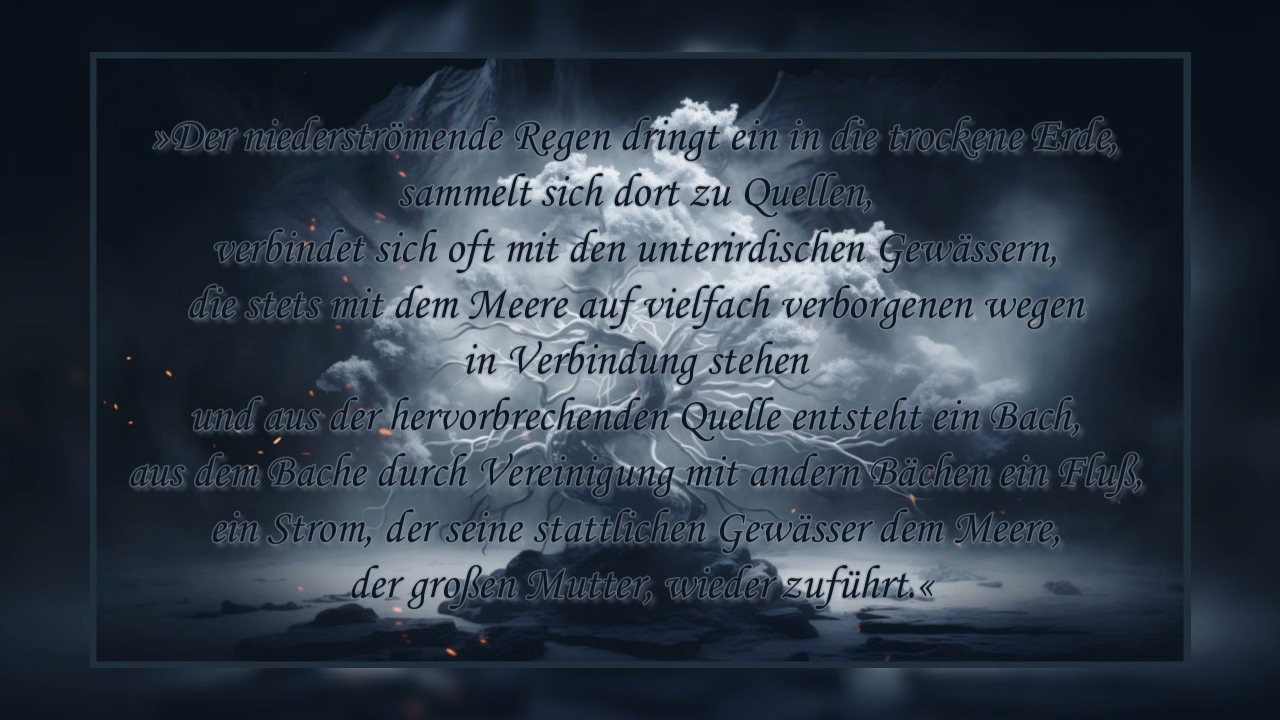 »Der niederströmende Regen dringt ein in die trockene Erde,
sammelt sich dort zu Quellen,
verbindet sich oft mit den unterirdischen Gewässern,
die stets mit dem Meere auf vielfach verborgenen wegen
in Verbindung stehen
und aus der hervorbrechenden Quelle entsteht ein Bach,
aus dem Bache durch Vereinigung mit andern Bächen ein Fluß,
ein Strom, der seine stattlichen Gewässer dem Meere,
der großen Mutter, wieder zuführt.«